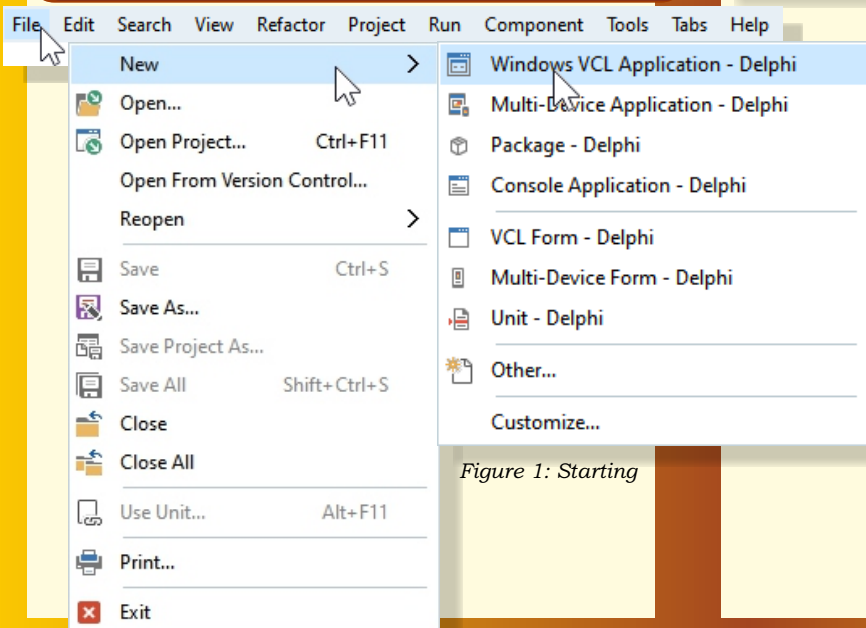 File Edit Search View Refactor Project Run Component Tools Tabs Help
New
Open...
Open Project... Ctrl+F11
Open From Version Control...
Reopen
Save Ctrl+S
Save As...
Save Project As...
Save All Shift+Ctrl+S
Close
Close All
Use Unit... Alt+F11
Print...
Exit
Windows VCL Application - Delphi
Multi-Device Application - Delphi
Package - Delphi
Console Application - Delphi
VCL Form - Delphi
Multi-Device Form - Delphi
Unit - Delphi
Other...
Customize...
Figure 1: Starting